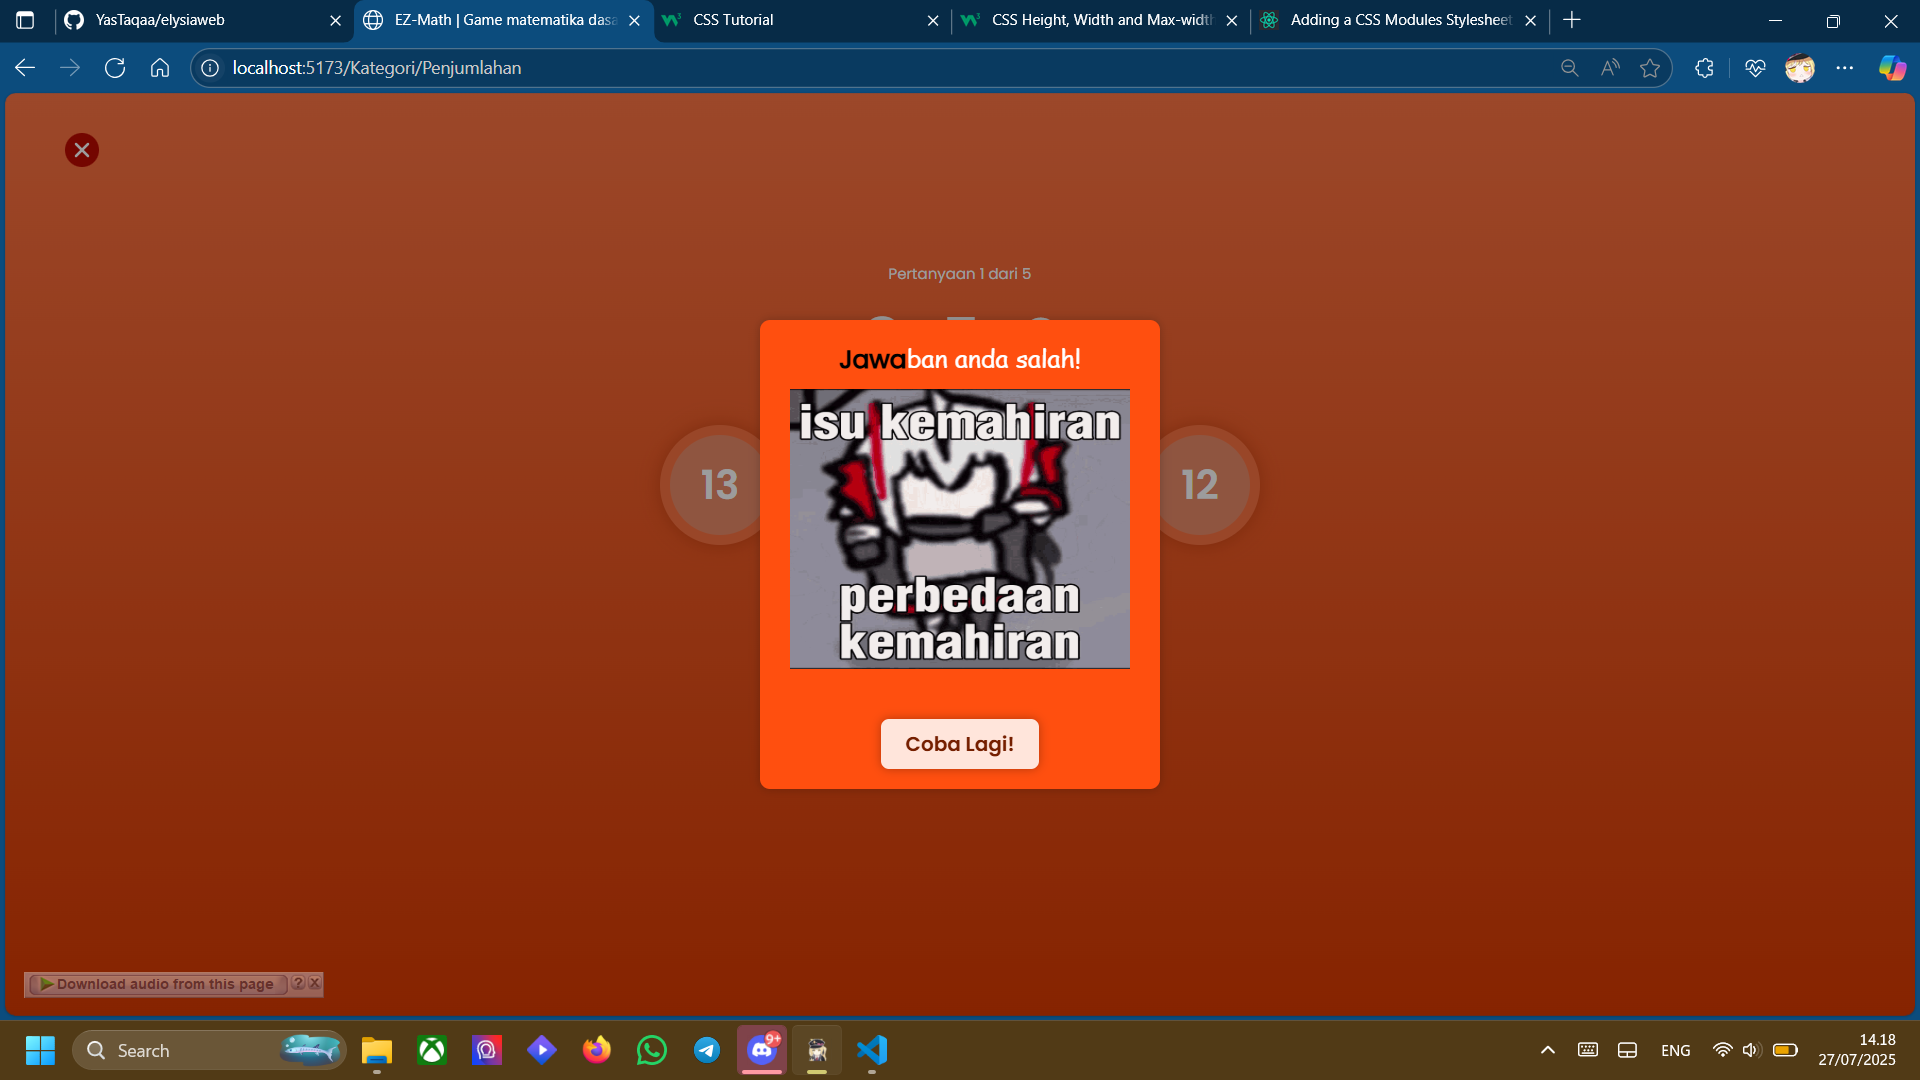 YasTaqaa/elysiaweb
EZ-Math | Game matematika dasa
CSS Tutorial
CSS Height, Width and Max-width
Adding a CSS Modules Stylesheet
localhost:5173/Kategori/Penjumlahan
Pertanyaan 1 dari 5
Jawaban anda salah!
isu kemahiran
13
12
perbedaan
kemahiran
Coba Lagi!
Download audio from this page ? X
Search
9+
ENG
14.18
27/07/2025